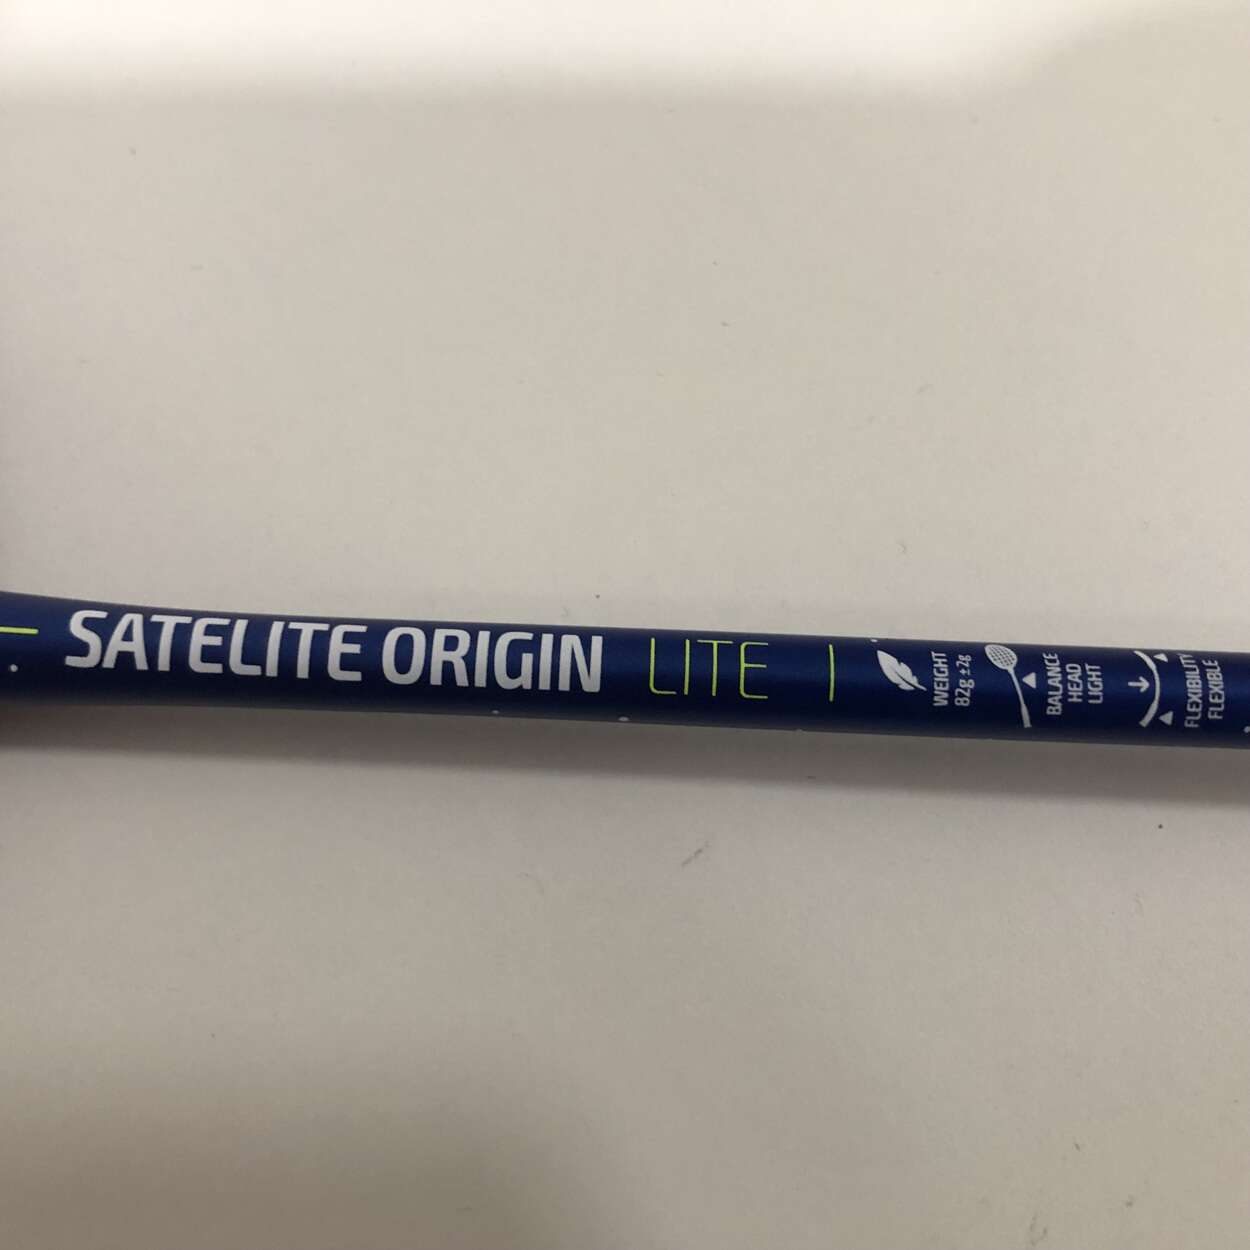 SATELITE ORIGIN LITE
WEIGHT
82g ±2g
BALANCE
HEAD
LIGHT
FLEXIBILITY
FLEXIBLE